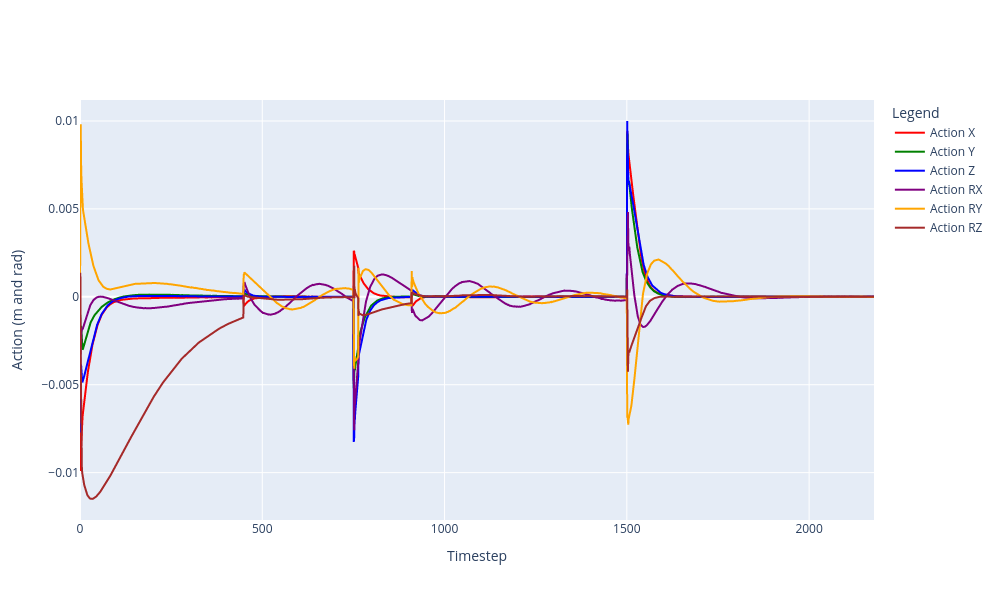 Legend
Action X
Action Y
Action Z
Action RX
Action RY
Action RZ
0.01
0.005
0
−0.005
−0.01
Action (m and rad)
0
500
1000
1500
2000
Timestep